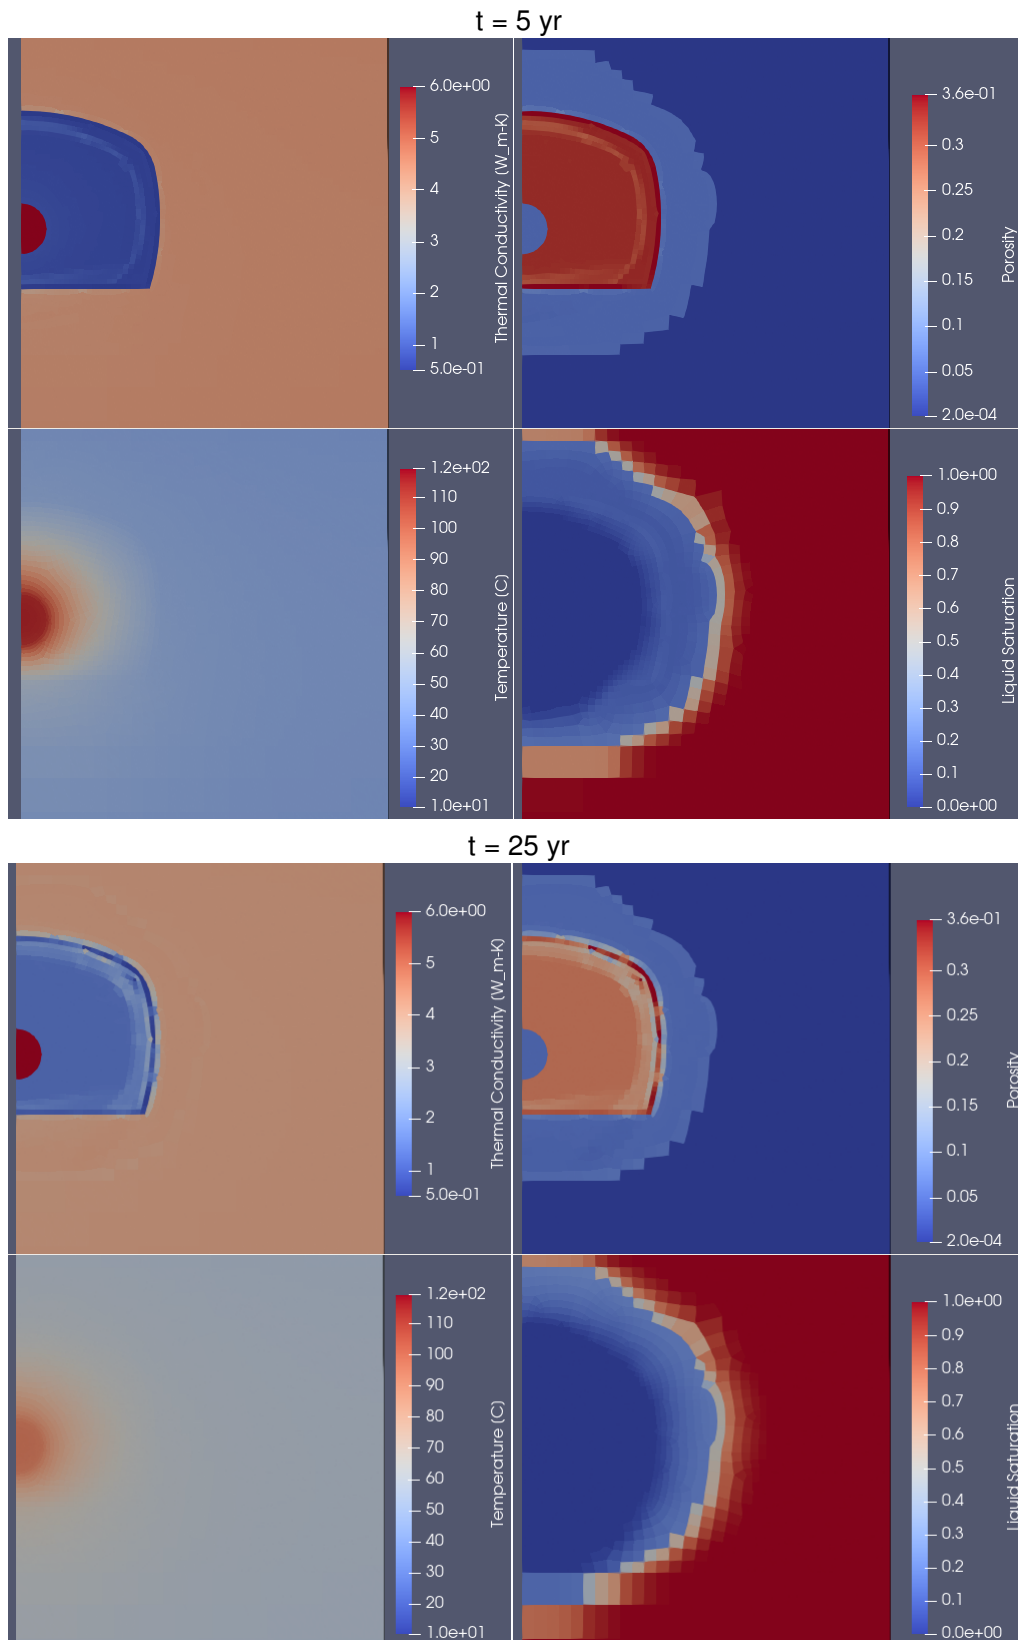 t = 5 yr
6.0e+00
5
4
3
2
1
5.0e-01
Thermal Conductivity (W_m-K)
3.6e-01
0.3
0.25
0.2
0.15
0.1
0.05
2.0e-04
Porosity
1.2e+02
110
100
90
80
70
60
50
40
30
20
1.0e+01
Temperature (C)
1.0e+00
0.9
0.8
0.7
0.6
0.5
0.4
0.3
0.2
0.1
0.0e+00
Liquid Saturation
t = 25 yr
6.0e+00
5
4
3
2
1
5.0e-01
Thermal Conductivity (W_m-K)
3.6e-01
0.3
0.25
0.2
0.15
0.1
0.05
2.0e-04
Porosity
1.2e+02
110
100
90
80
70
60
50
40
30
20
1.0e+01
Temperature (C)
1.0e+00
0.9
0.8
0.7
0.6
0.5
0.4
0.3
0.2
0.1
0.0e+00
Liquid Saturation